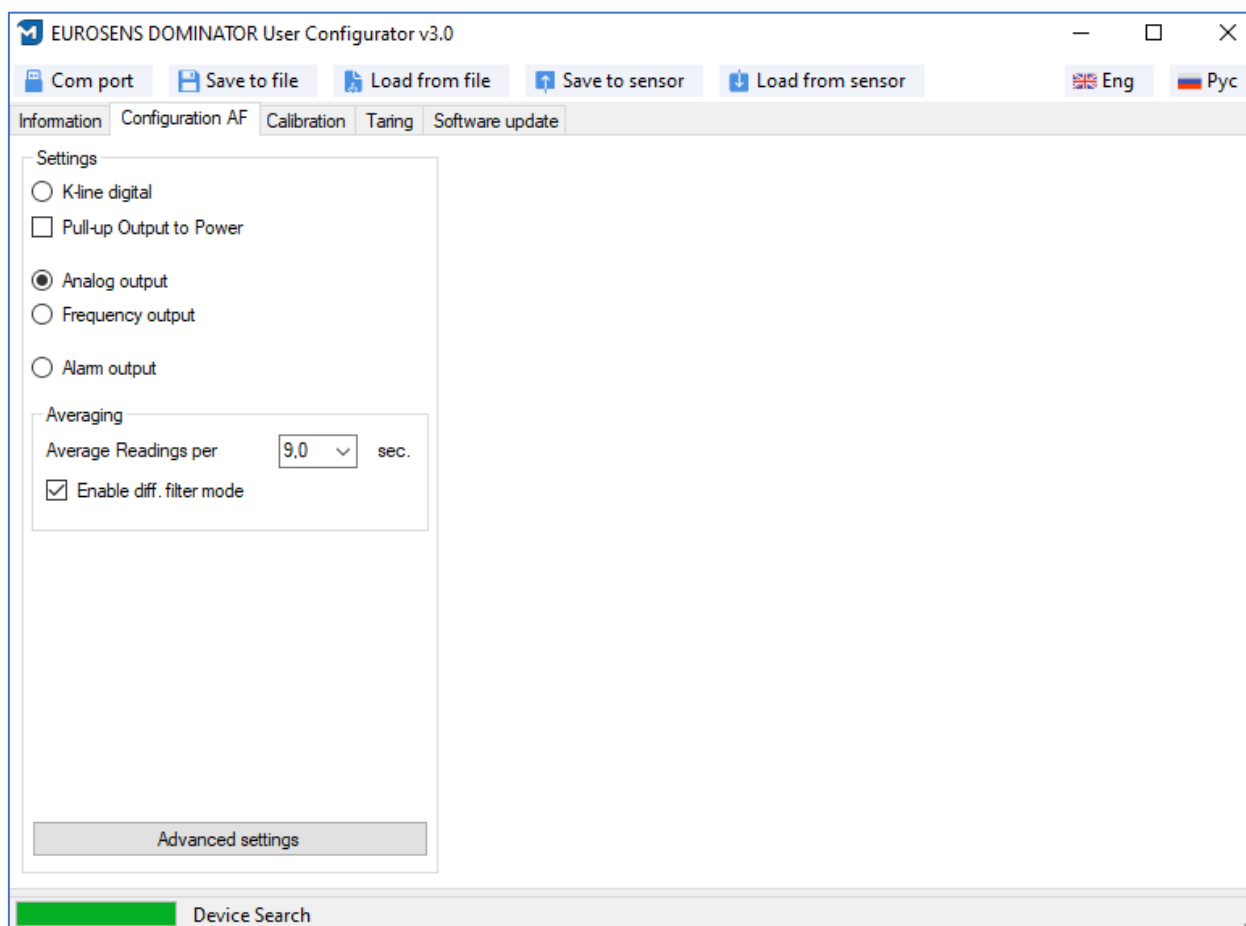 EUROSENS DOMINATOR User Configurator v3.0
Com port Save to file Load from file Save to sensor Load from sensor Eng Рус
Information Configuration AF Calibration Taring Software update
Settings
K-line digital
Pull-up Output to Power
Analog output
Frequency output
Alarm output
Averaging
Average Readings per 9,0 sec.
Enable diff. filter mode
Advanced settings
Device Search